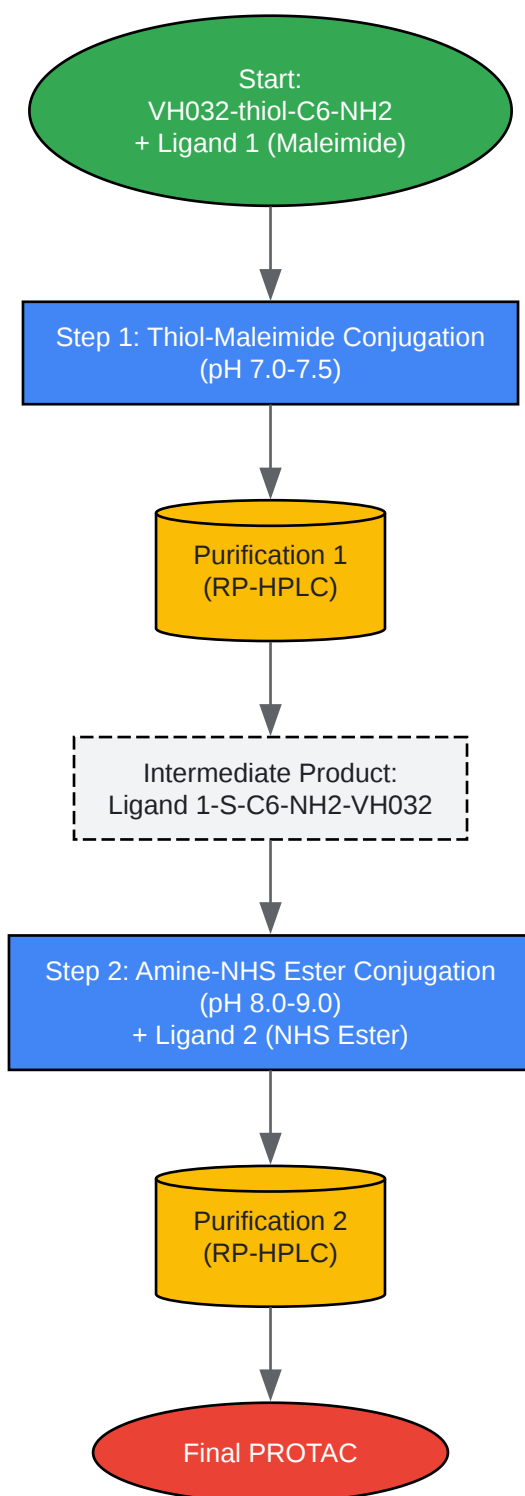 Start:
VH032-thiol-C6-NH2
+ Ligand 1 (Maleimide)
Step 1: Thiol-Maleimide Conjugation
(pH 7.0-7.5)
Purification 1
(RP-HPLC)
Intermediate Product:
Ligand 1-S-C6-NH2-VH032
Step 2: Amine-NHS Ester Conjugation
(pH 8.0-9.0)
+ Ligand 2 (NHS Ester)
Purification 2
(RP-HPLC)
Final PROTAC